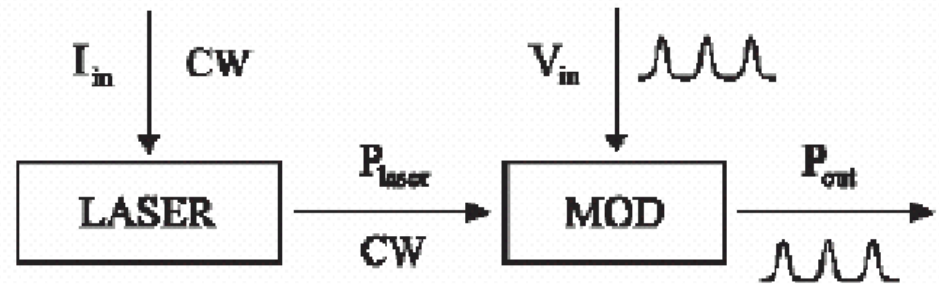 I_in CW
V_in
P_laser
P_out
LASER
MOD
CW